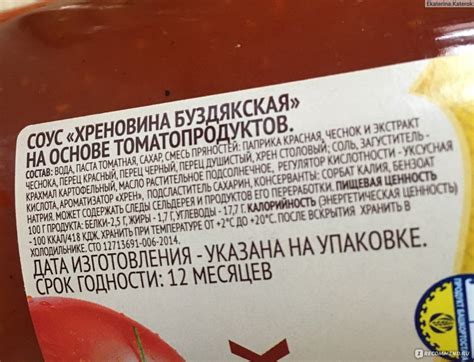 Ekaterina.Katerok
СОУС «ХРЕНОВИНА БУЗДЯКСКАЯ»
НА ОСНОВЕ ТОМАТОПРОДУКТОВ.
СОСТАВ: ВОДА, ПАСТА ТОМАТНАЯ, САХАР, СМЕСЬ ПРЯНОСТЕЙ: ПАПРИКА КРАСНАЯ, ЧЕСНОК И ЭКСТРАКТ
ЧЕСНОКА, ПЕРЕЦ КРАСНЫЙ, ПЕРЕЦ ЧЕРНЫЙ, ПЕРЕЦ ДУШИСТЫЙ, ХРЕН СТОЛОВЫЙ; СОЛЬ, ЗАГУСТИТЕЛЬ -
КРАХМАЛ КАРТОФЕЛЬНЫЙ, МАСЛО РАСТИТЕЛЬНОЕ ПОДСОЛНЕЧНОЕ, РЕГУЛЯТОР КИСЛОТНОСТИ - УКСУСНАЯ
КИСЛОТА, АРОМАТИЗАТОР «ХРЕН», ПОДСЛАСТИТЕЛЬ САХАРИН, КОНСЕРВАНТЫ: СОРБАТ КАЛИЯ, БЕНЗОАТ
НАТРИЯ. МОЖЕТ СОДЕРЖАТЬ СЛЕДЫ СЕЛЬДЕРЕЯ И ПРОДУКТОВ ЕГО ПЕРЕРАБОТКИ. ПИЩЕВАЯ ЦЕННОСТЬ
100 Г ПРОДУКТА: БЕЛКИ-2,5 Г, ЖИРЫ - 1,7 Г, УГЛЕВОДЫ - 17,7 Г. КАЛОРИЙНОСТЬ (ЭНЕРГЕТИЧЕСКАЯ ЦЕННОСТЬ)
- 100 ККАЛ/418 КДЖ. ХРАНИТЬ ПРИ ТЕМПЕРАТУРЕ ОТ +2°С ДО +20°С. ПОСЛЕ ВСКРЫТИЯ ХРАНИТЬ В
ХОЛОДИЛЬНИКЕ. СТО 12713691-006-2014.
ДАТА ИЗГОТОВЛЕНИЯ - УКАЗАНА НА УПАКОВКЕ.
СРОК ГОДНОСТИ: 12 МЕСЯЦЕВ
IRECOMMEND.RU